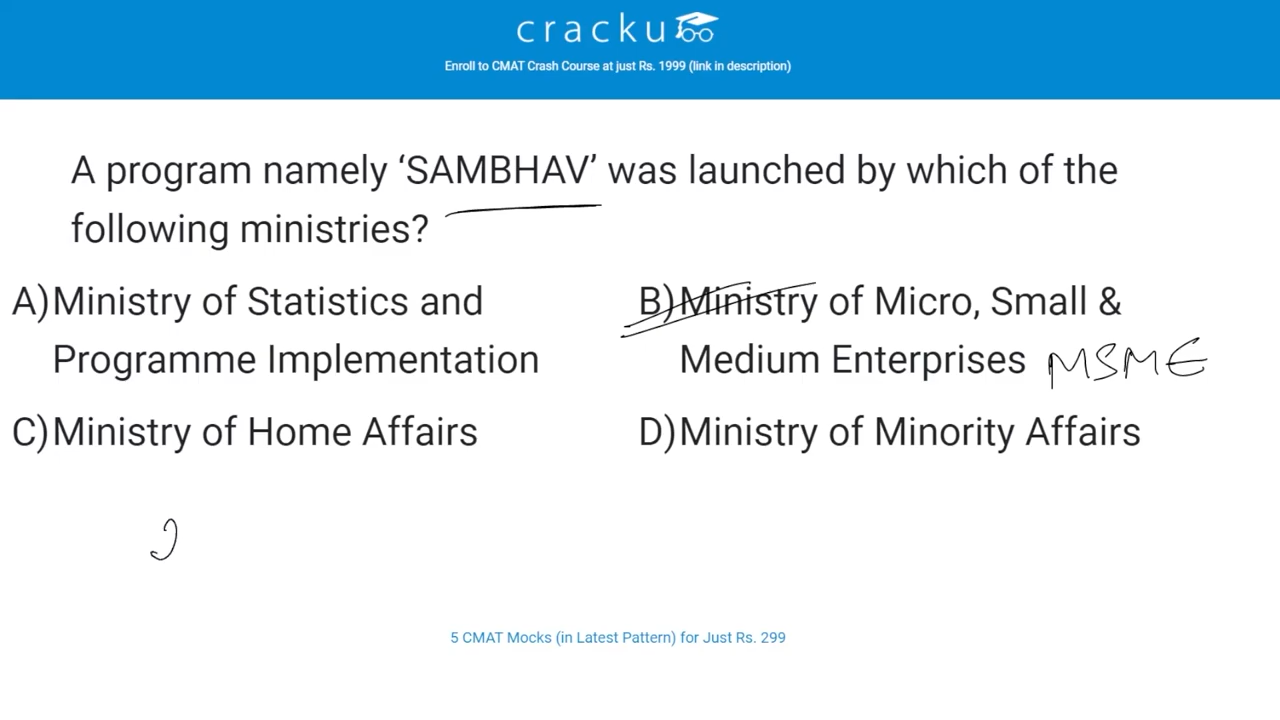 cracku
Enroll to CMAT Crash Course at just Rs. 1999 (link in description)
A program namely ‘SAMBHAV’ was launched by which of the
following ministries?
A)Ministry of Statistics and
Programme Implementation
B)Ministry of Micro, Small &
Medium Enterprises MSME
C)Ministry of Home Affairs
D)Ministry of Minority Affairs
5 CMAT Mocks (in Latest Pattern) for Just Rs. 299